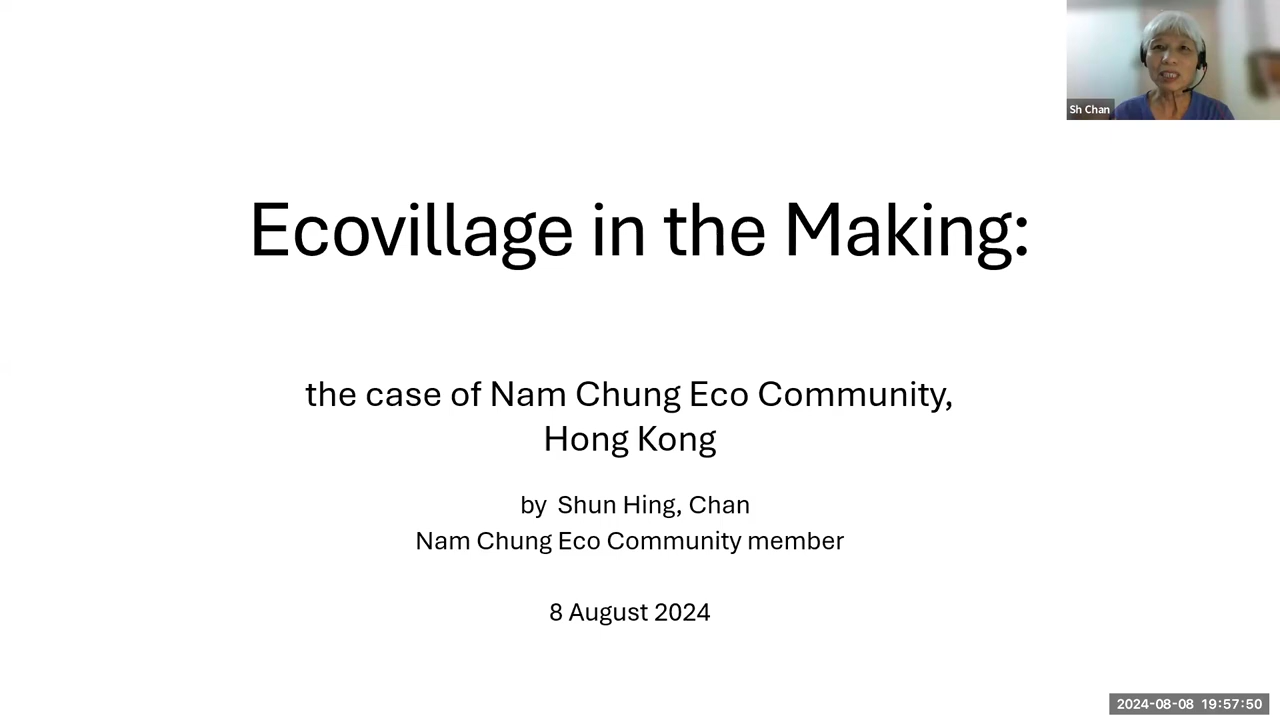 Sh Chan
Ecovillage in the Making:
the case of Nam Chung Eco Community,
Hong Kong
by Shun Hing, Chan
Nam Chung Eco Community member
8 August 2024
2024-08-08 19:57:50